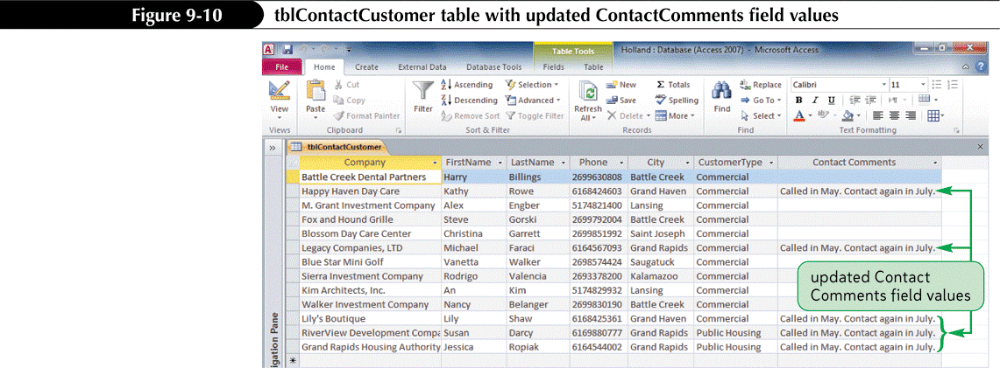 Figure 9-10 tblContactCustomer table with updated ContactComments field values
Table Tools Holland : Database (Access 2007) - Microsoft Access
File Home Create External Data Database Tools Fields Table
View Paste Cut Copy Format Painter Filter Ascending Descending Remove Sort Selection Advanced Toggle Filter Refresh All New Save Delete Σ Totals Spelling More Find Replace Go To Select Calibri 11 B I U A
Views Clipboard Sort & Filter Records Find Text Formatting
tblContactCustomer
Company FirstName LastName Phone City CustomerType Contact Comments
Battle Creek Dental Partners Harry Billings 2699630808 Battle Creek Commercial
Happy Haven Day Care Kathy Rowe 6168424603 Grand Haven Commercial Called in May. Contact again in July.
M. Grant Investment Company Alex Engber 5174821400 Lansing Commercial
Fox and Hound Grille Steve Gorski 2699792004 Battle Creek Commercial
Blossom Day Care Center Christina Garrett 2699851992 Saint Joseph Commercial
Legacy Companies, LTD Michael Faraci 6164567093 Grand Rapids Commercial Called in May. Contact again in July.
Blue Star Mini Golf Vanetta Walker 2698574424 Saugatuck Commercial
Sierra Investment Company Rodrigo Valencia 2693378200 Kalamazoo Commercial
Kim Architects, Inc. An Kim 5174829932 Lansing Commercial
Walker Investment Company Nancy Belanger 2699830190 Battle Creek Commercial
Lily's Boutique Lily Shaw 6168425361 Grand Haven Commercial Called in May. Contact again in July.
RiverView Development Compa Susan Darcy 6169880777 Grand Rapids Public Housing Called in May. Contact again in July.
Grand Rapids Housing Authority Jessica Ropiak 6164544002 Grand Rapids Public Housing Called in May. Contact again in July.
updated Contact
Comments field values
igation Pane